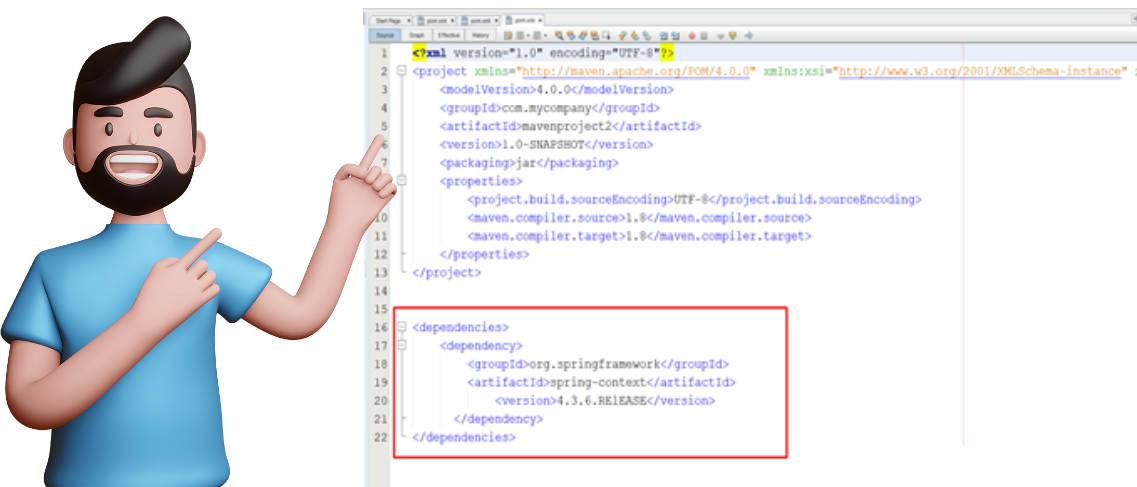 Start Page pom.xml pom.xml pom.xml
Source Graph Effective History
1 <?xml version="1.0" encoding="UTF-8"?>
2 <project xmlns="http://maven.apache.org/POM/4.0.0" xmlns:xsi="http://www.w3.org/2001/XMLSchema-instance"
3 <modelVersion>4.0.0</modelVersion>
4 <groupId>com.mycompany</groupId>
5 <artifactId>mavenproject2</artifactId>
6 <version>1.0-SNAPSHOT</version>
7 <packaging>jar</packaging>
<properties>
<project.build.sourceEncoding>UTF-8</project.build.sourceEncoding>
10 <maven.compiler.source>1.8</maven.compiler.source>
11 <maven.compiler.target>1.8</maven.compiler.target>
12 </properties>
13 </project>
14
15
16 <dependencies>
17 <dependency>
18 <groupId>org.springframework</groupId>
19 <artifactId>spring-context</artifactId>
20 <version>4.3.6.RElEASE</version>
21 </dependency>
22 </dependencies>